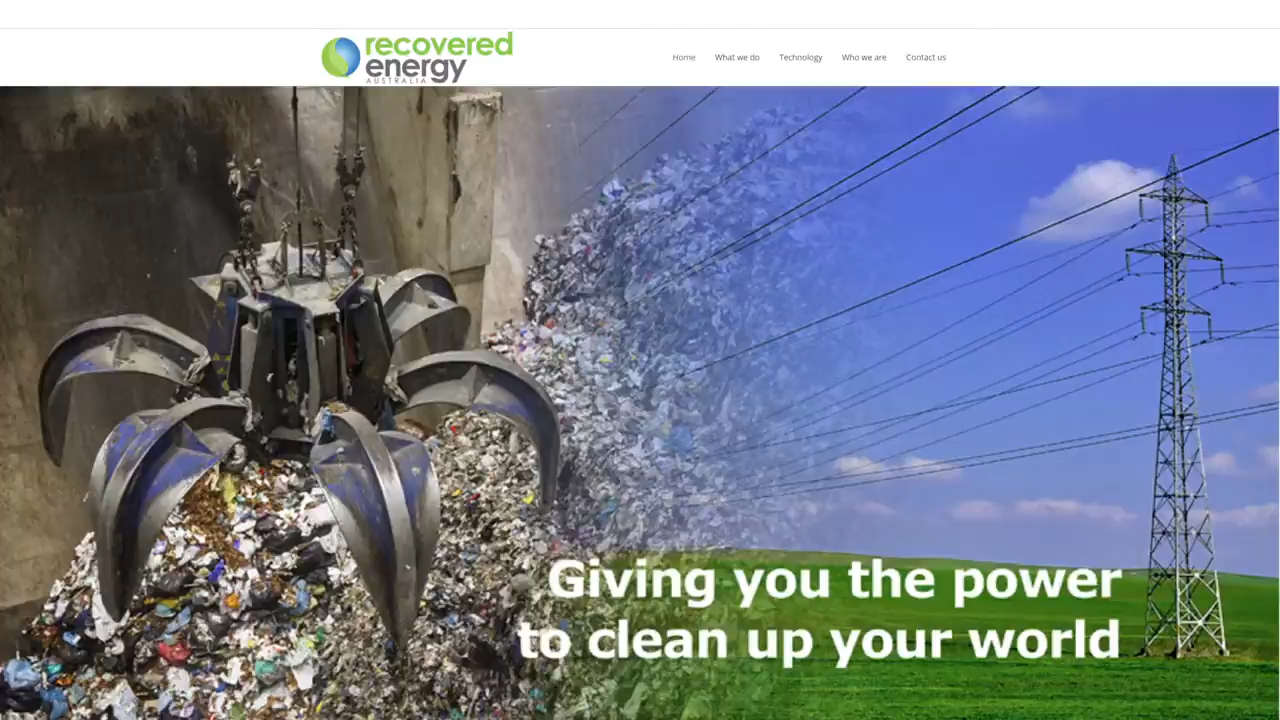 recovered
energy
AUSTRALIA
Home
What we do
Technology
Who we are
Contact us
Giving you the power
to clean up your world